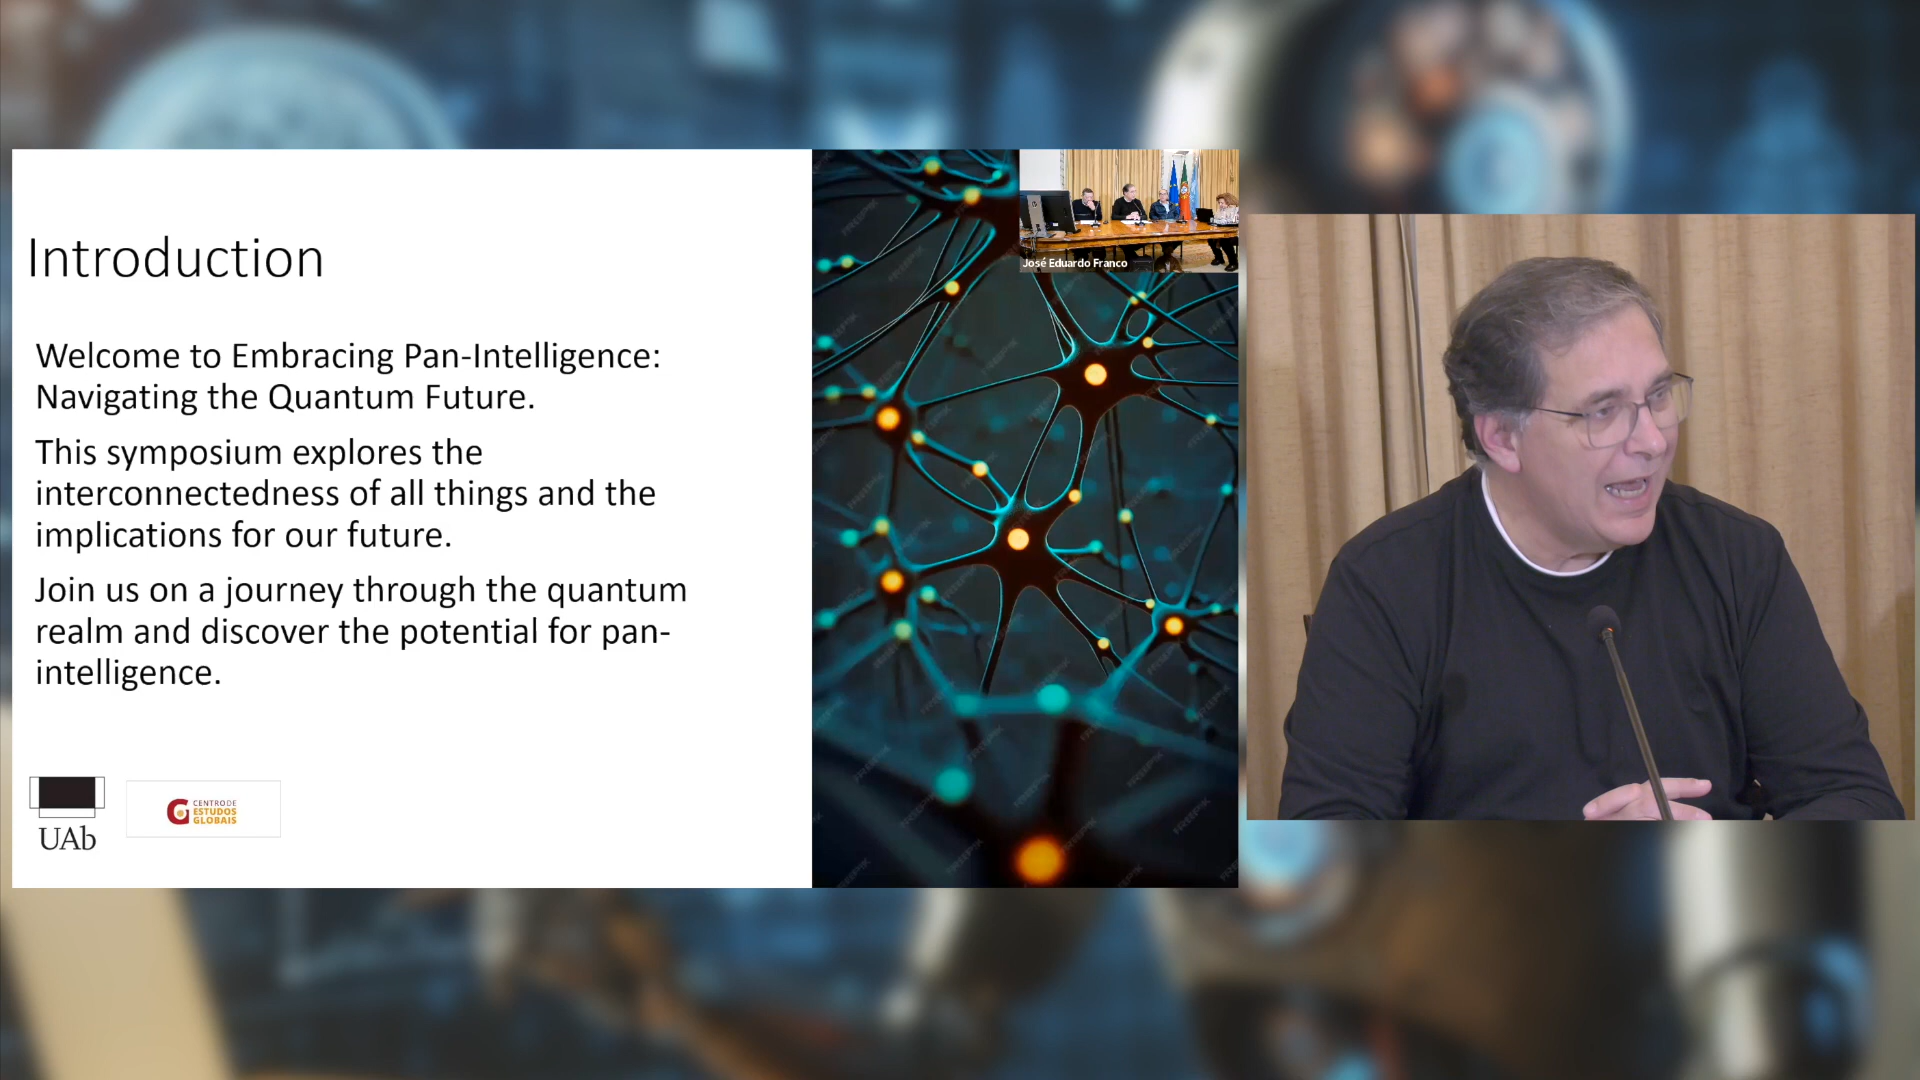 Introduction
Welcome to Embracing Pan-Intelligence:
Navigating the Quantum Future.
This symposium explores the
interconnectedness of all things and the
implications for our future.
Join us on a journey through the quantum
realm and discover the potential for pan-
intelligence.
UAb
CENTRO DE
ESTUDOS
GLOBAIS
José Eduardo Franco